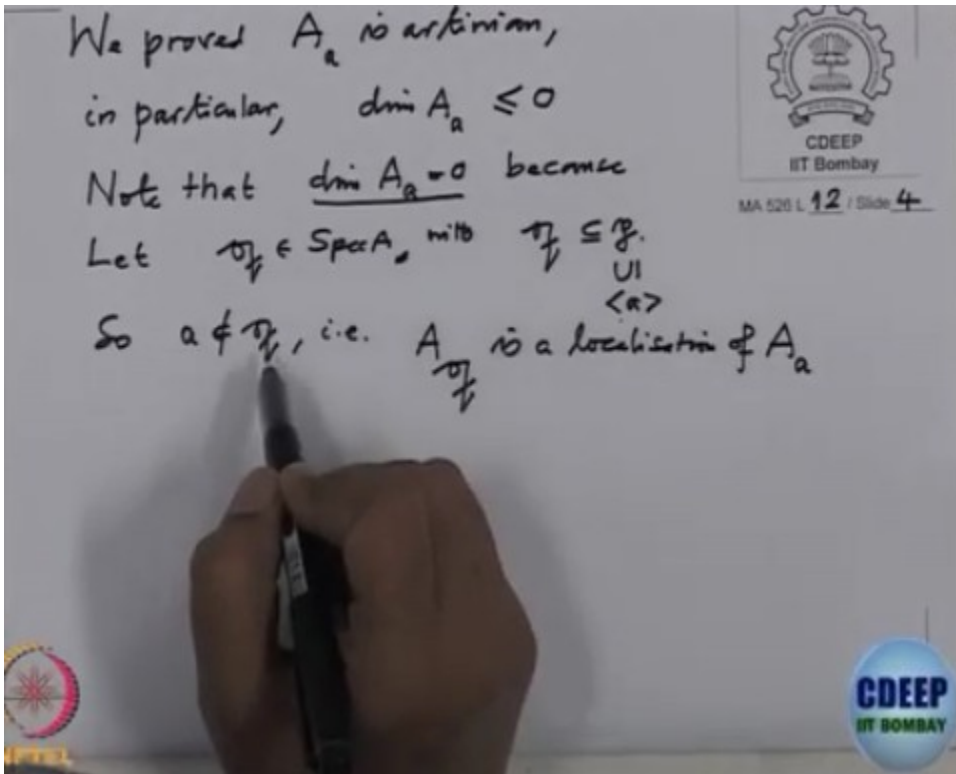 We proved A_a is artinian,
in particular, dim A_a ≤ 0
Note that dim A_a = 0 because
Let 𝔮 ∈ Spec A, with 𝔮 ⊊ 𝔭.
UI
<a>
So a ∉ 𝔮, i.e. A_𝔮 is a localisation of A_a
CDEEP
IIT Bombay
MA 526 L 12 / Slide 4
NPTEL
CDEEP
IIT BOMBAY